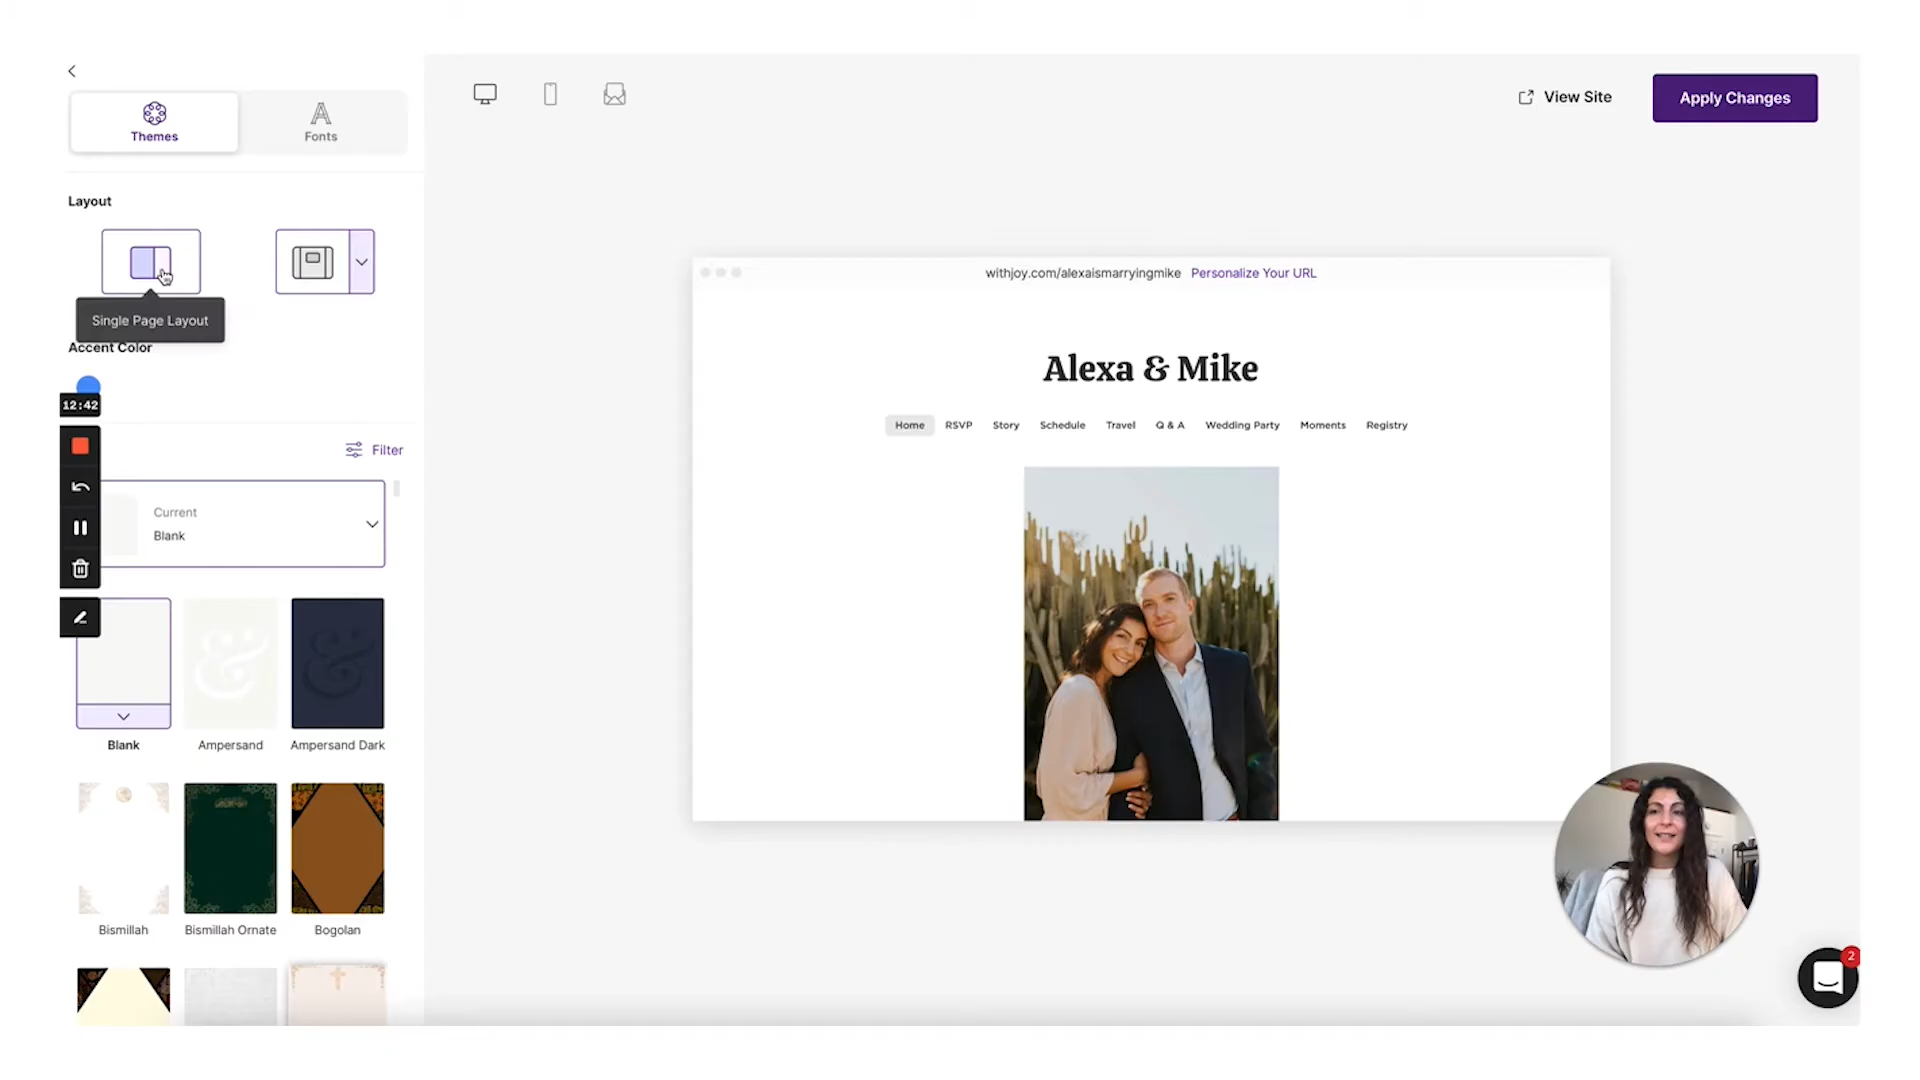 Themes
Fonts
View Site
Apply Changes
Layout
Single Page Layout
Accent Color
12:42
Filter
Current
Blank
Blank
Ampersand
Ampersand Dark
Bismillah
Bismillah Ornate
Bogolan
withjoy.com/alexaismarryingmike Personalize Your URL
Alexa & Mike
Home RSVP Story Schedule Travel Q & A Wedding Party Moments Registry
2